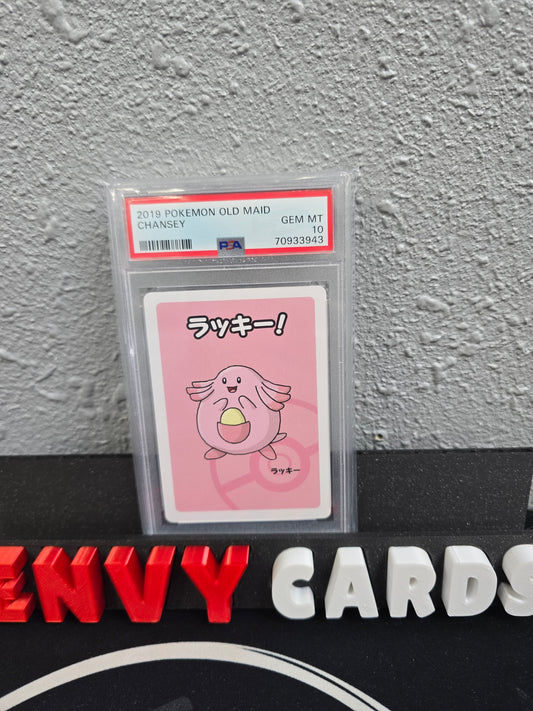 2019 POKEMON OLD MAID
CHANSEY
GEM MT
10
PSA
70933943
ラッキー!
ラッキー
ENVY CARDS